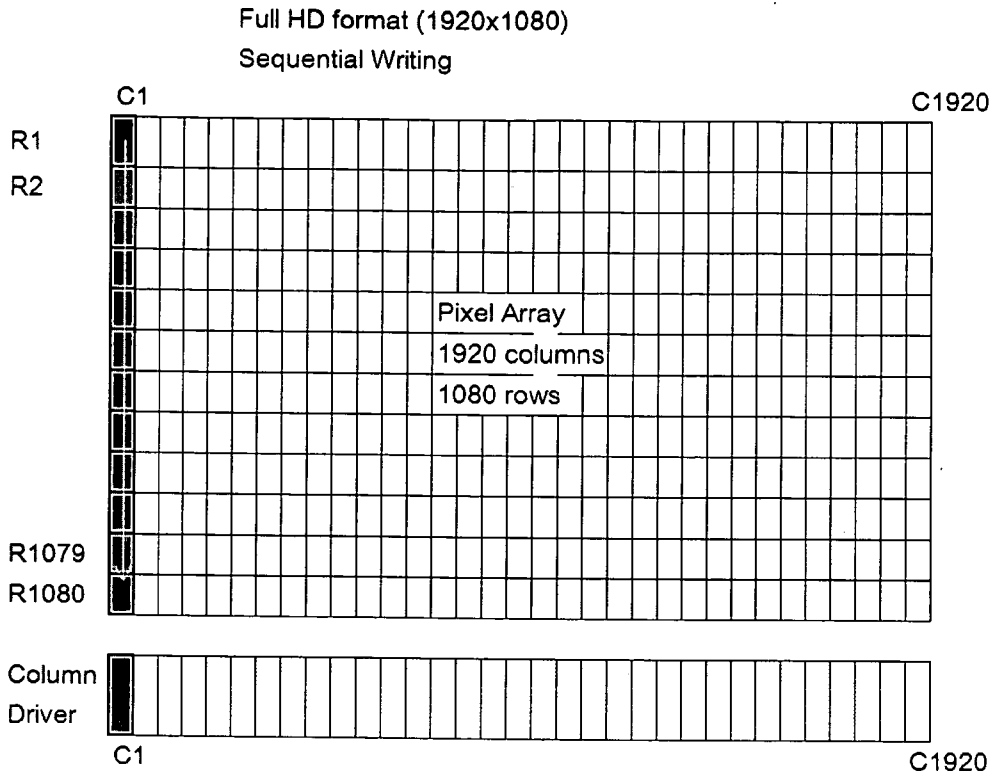 Full HD format (1920x1080)
Sequential Writing
C1
C1920
R1
R2
Pixel Array
1920 columns
1080 rows
R1079
R1080
Column
Driver
C1
C1920